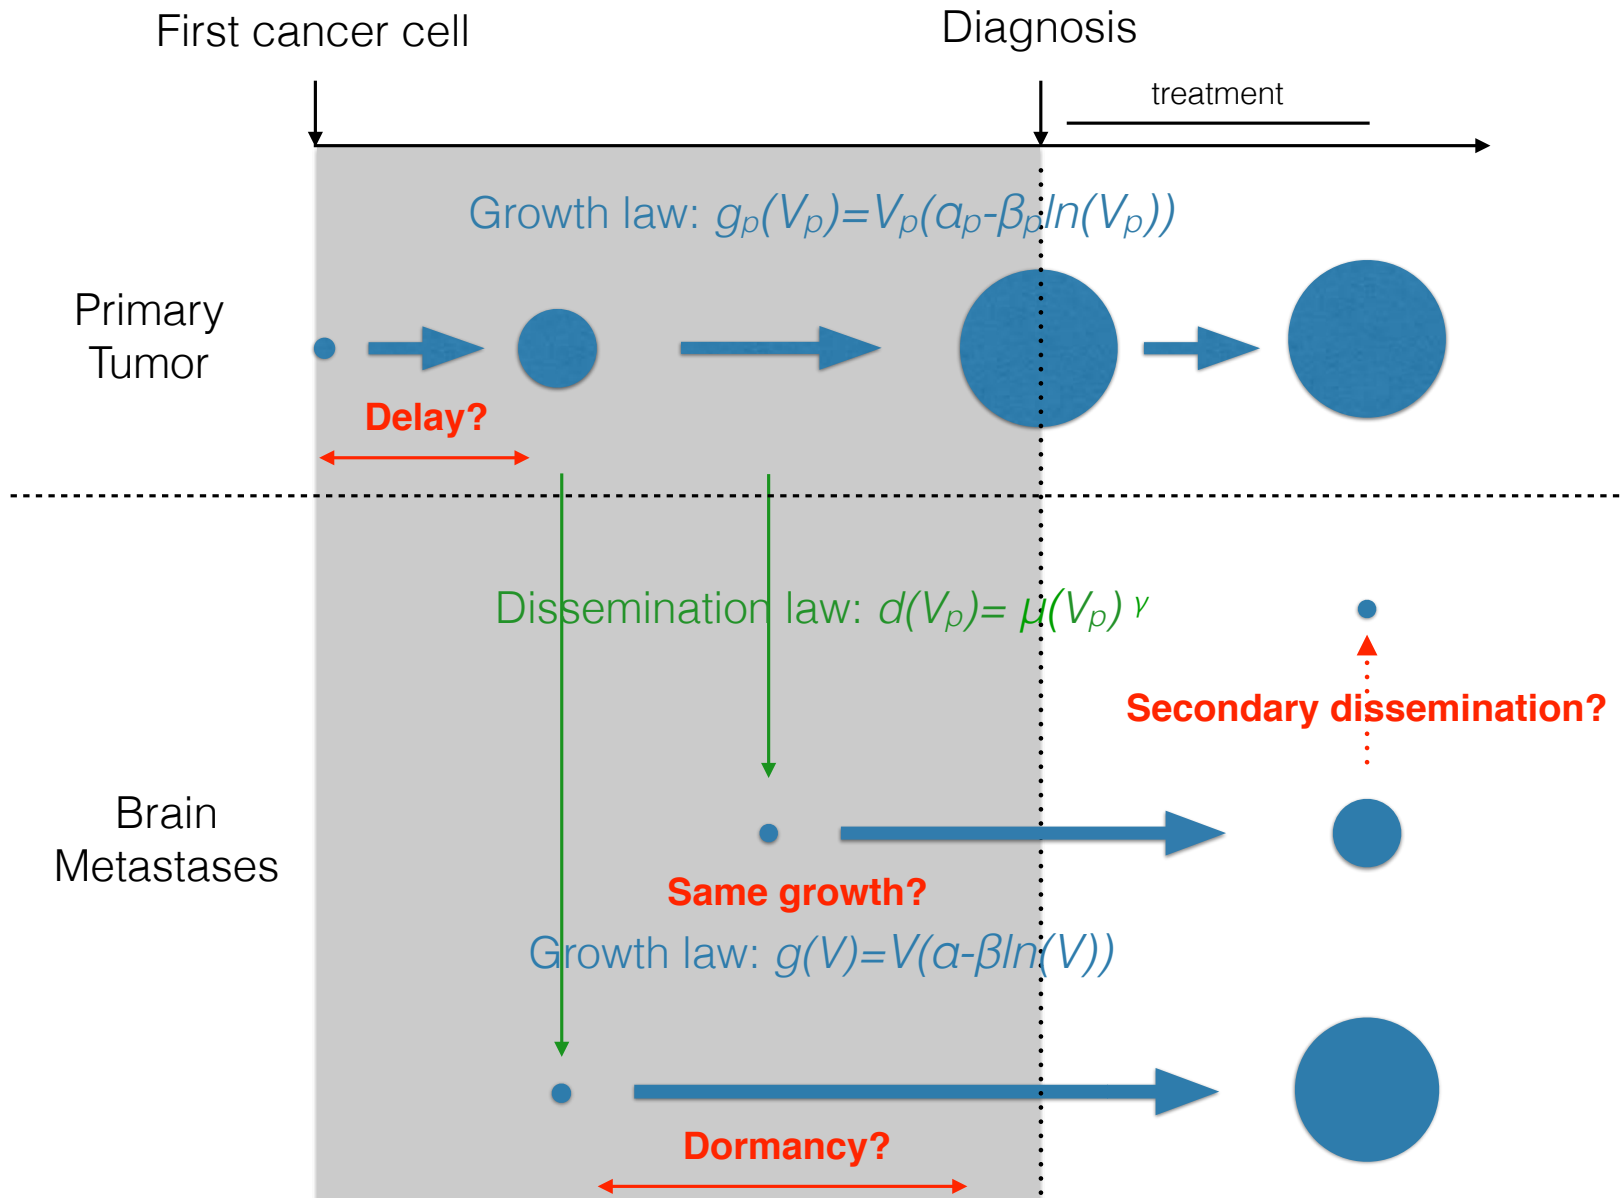 First cancer cell
Diagnosis
treatment
Growth law: gₚ(Vₚ)=Vₚ(αₚ-βₚln(Vₚ))
Primary
Tumor
Delay?
Dissemination law: d(Vₚ)= μ(Vₚ) ᵞ
Secondary dissemination?
Brain
Metastases
Same growth?
Growth law: g(V)=V(α-βln(V))
Dormancy?